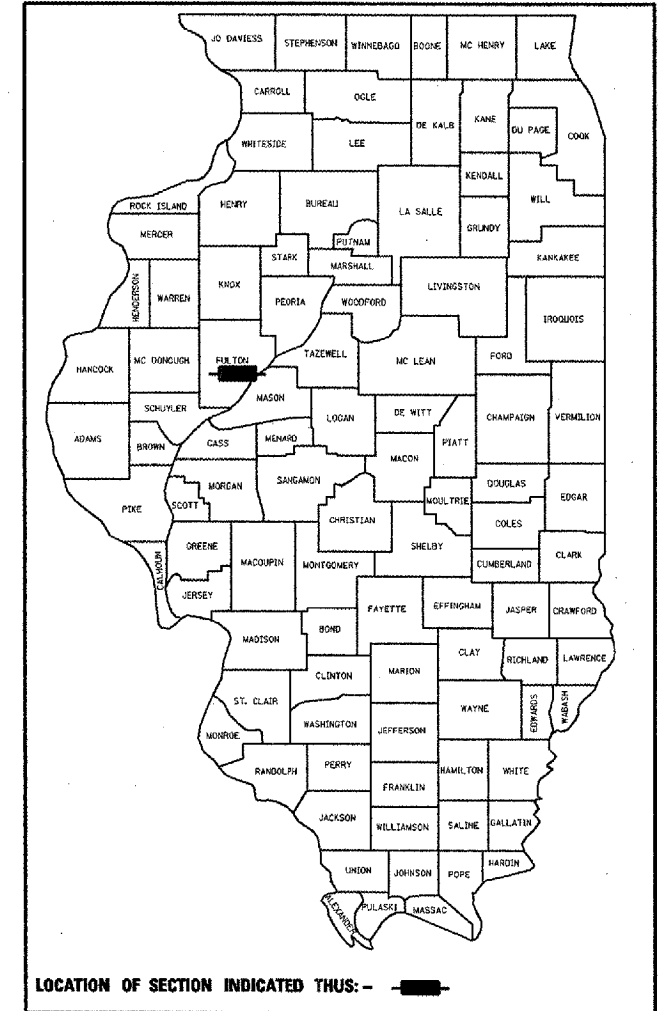 JO DAVIESS STEPHENSON WINNEBAGO BOONE MC HENRY LAKE
CARROLL OGLE DE KALB KANE DU PAGE COOK
WHITESIDE LEE
KENDALL
ROCK ISLAND HENRY BUREAU LA SALLE WILL
MERCER PUTNAM GRUNDY
STARK MARSHALL KANKAKEE
HENDERSON WARREN KNOX PEORIA WOODFORD LIVINGSTON IROQUOIS
HANCOCK MC DONOUGH FULTON TAZEWELL MC LEAN FORD
MASON
SCHUYLER LOGAN DE WITT CHAMPAIGN VERMILION
ADAMS BROWN CASS MENARD MACON PIATT
PIKE SCOTT MORGAN SANGAMON MOULTRIE DOUGLAS EDGAR
CHRISTIAN COLES
CALHOUN GREENE MACOUPIN MONTGOMERY SHELBY CUMBERLAND CLARK
JERSEY FAYETTE EFFINGHAM JASPER CRAWFORD
MADISON BOND
CLINTON MARION CLAY RICHLAND LAWRENCE
ST. CLAIR WAYNE EDWARDS WABASH
MONROE WASHINGTON JEFFERSON
RANDOLPH PERRY HAMILTON WHITE
FRANKLIN
JACKSON WILLIAMSON SALINE GALLATIN
UNION JOHNSON POPE HARDIN
ALEXANDER PULASKI MASSAC
LOCATION OF SECTION INDICATED THUS: -